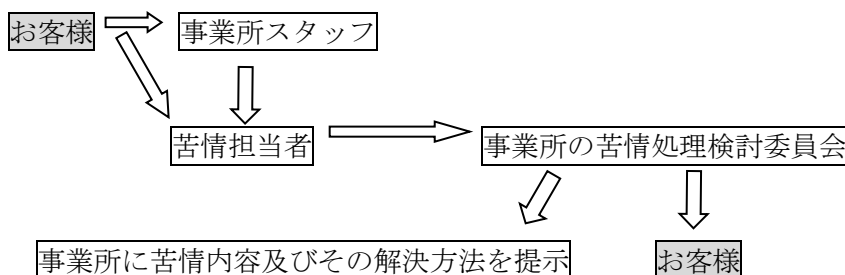 お客様
事業所スタッフ
苦情担当者
事業所の苦情処理検討委員会
事業所に苦情内容及びその解決方法を提示
お客様